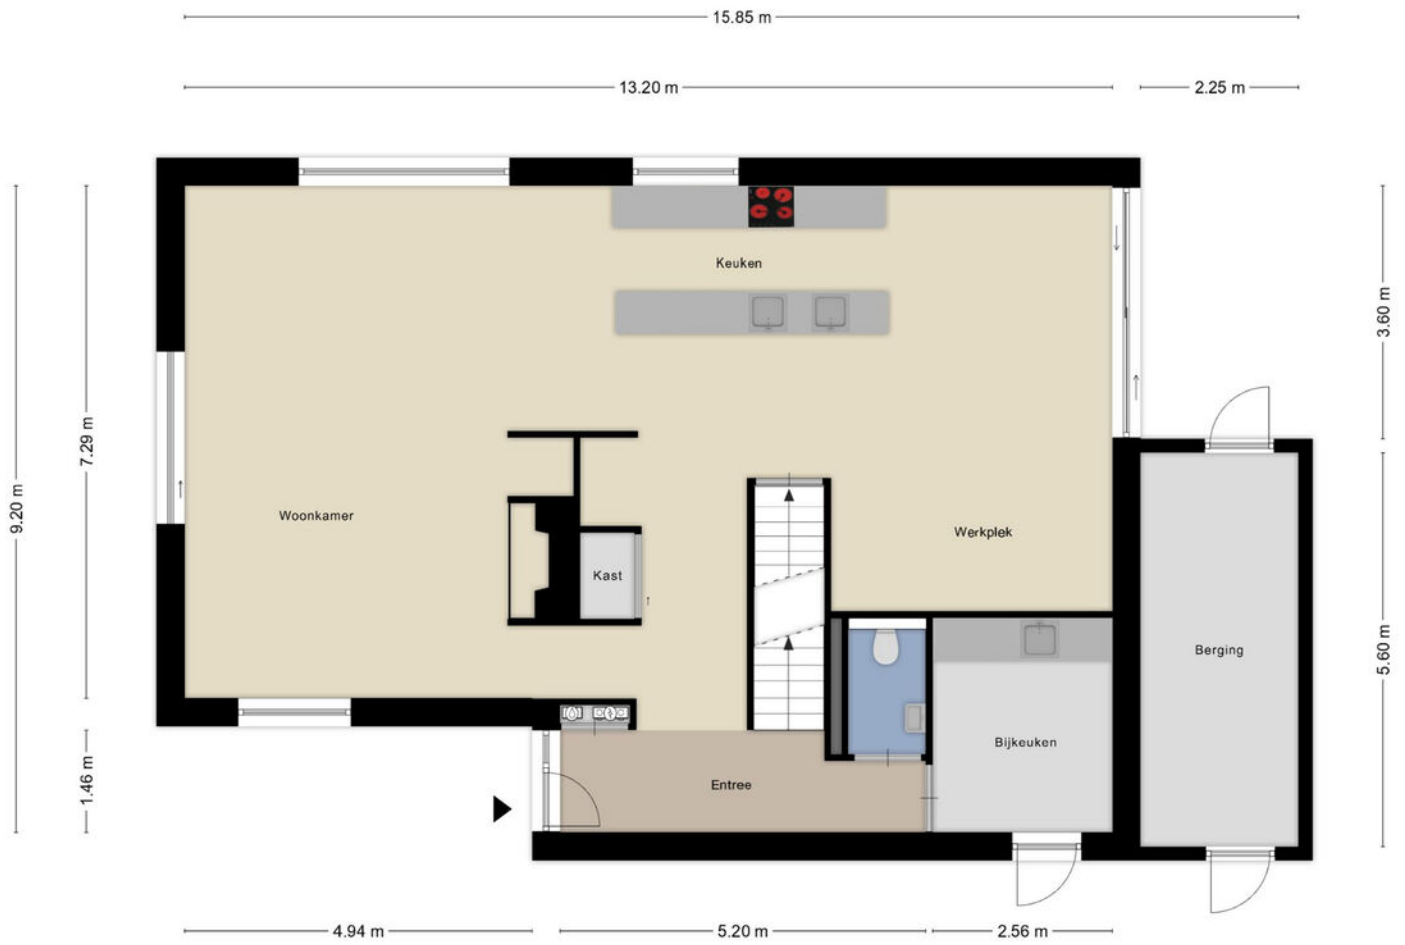 15.85 m
13.20 m
2.25 m
Keuken
3.60 m
7.29 m
9.20 m
Woonkamer
Werkplek
Kast
Berging
5.60 m
Bijkeuken
1.46 m
Entree
4.94 m
5.20 m
2.56 m